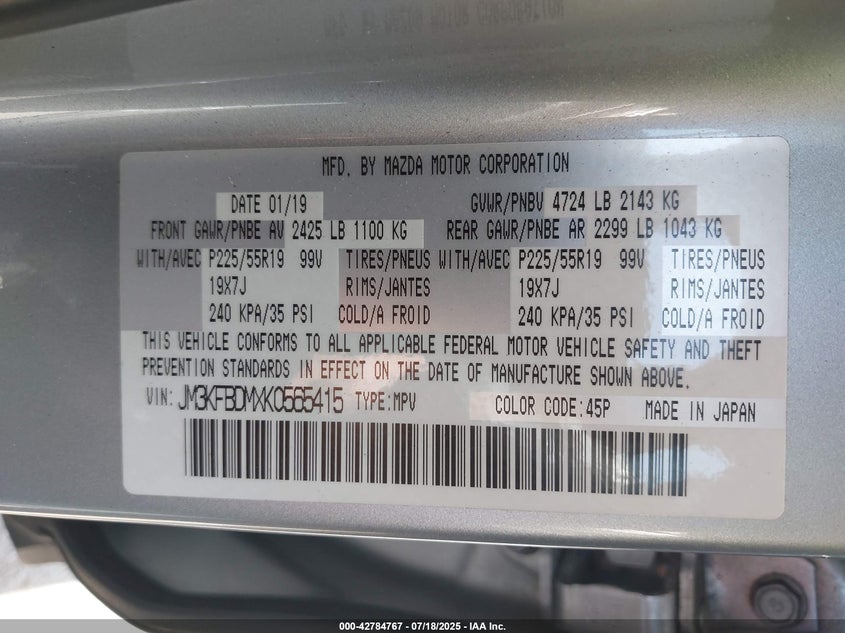 MFD. BY MAZDA MOTOR CORPORATION
DATE 01/19 GVWR/PNBV 4724 LB 2143 KG
FRONT GAWR/PNBE AV 2425 LB 1100 KG REAR GAWR/PNBE AR 2299 LB 1043 KG
WITH/AVEC P225/55R19 99V TIRES/PNEUS WITH/AVEC P225/55R19 99V TIRES/PNEUS
19X7J RIMS/JANTES 19X7J RIMS/JANTES
240 KPA/35 PSI COLD/A FROID 240 KPA/35 PSI COLD/A FROID
THIS VEHICLE CONFORMS TO ALL APPLICABLE FEDERAL MOTOR VEHICLE SAFETY AND THEFT
PREVENTION STANDARDS IN EFFECT ON THE DATE OF MANUFACTURE SHOWN ABOVE.
VIN: JM3KFBDMXK0565415 TYPE:MPV COLOR CODE:45P MADE IN JAPAN
000-42784767 - 07/18/2025 - IAA Inc.